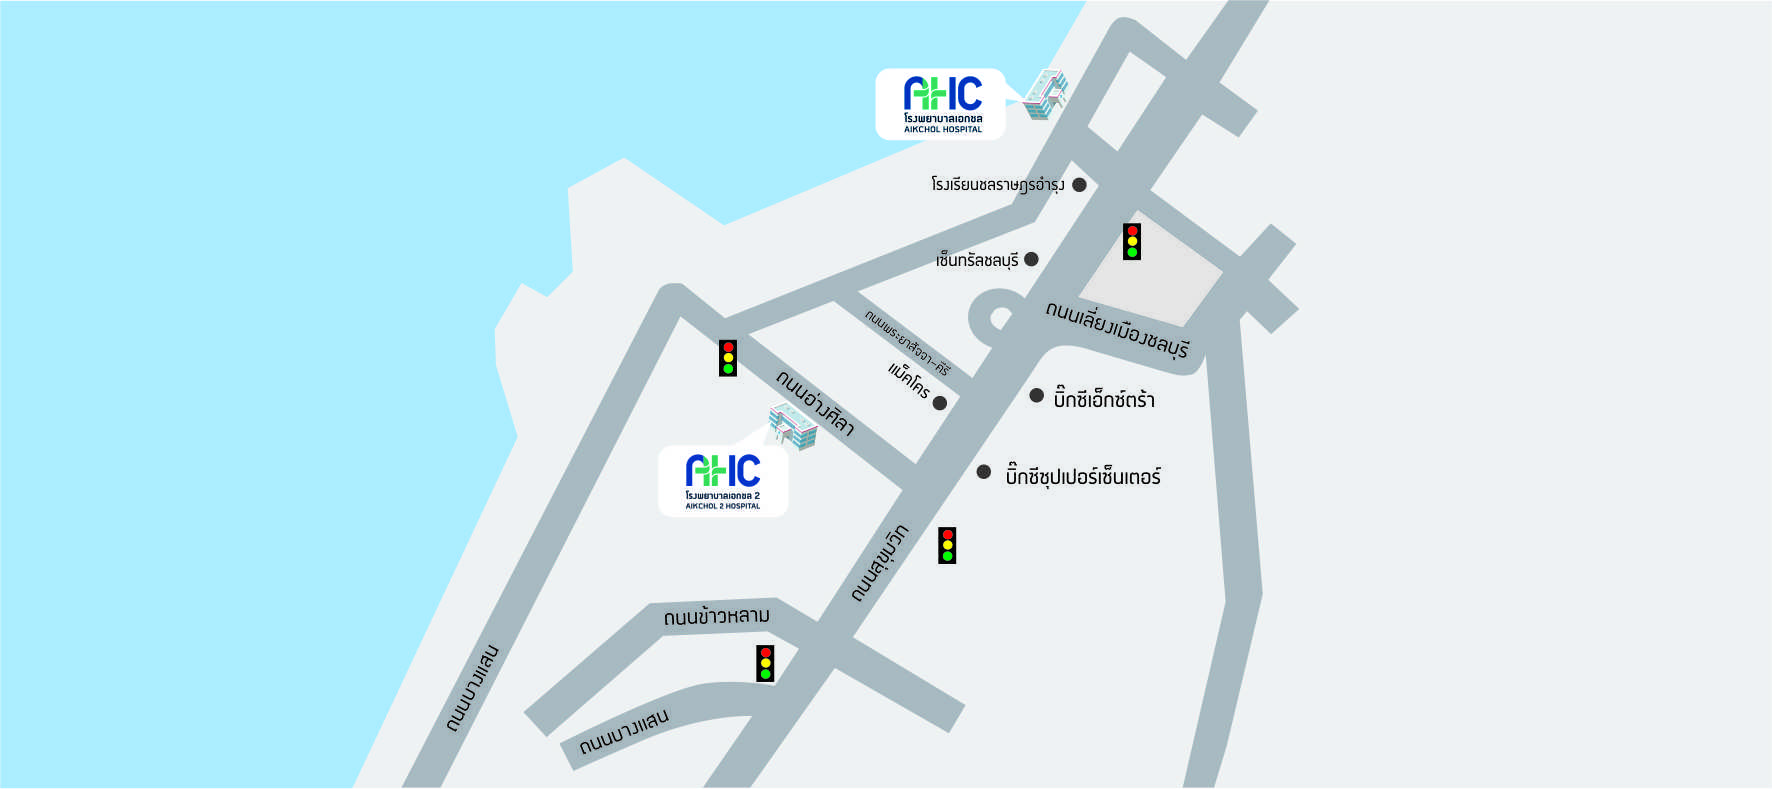 AHC
โรงพยาบาลเอกชล
AIKCHOL HOSPITAL
โรงเรียนชลราษฎรอำรุง
เซ็นทรัลชลบุรี
ถนนเลี่ยงเมืองชลบุรี
ถนนพระยาสัจจา-คีรี
แม็คโคร
ถนนอ่างศิลา
บิ๊กซีเอ็กซ์ตร้า
AHC
โรงพยาบาลเอกชล 2
AIKCHOL 2 HOSPITAL
บิ๊กซีซุปเปอร์เซ็นเตอร์
ถนนสุขุมวิท
ถนนข้าวหลาม
ถนนบางแสน
ถนนบางแสน